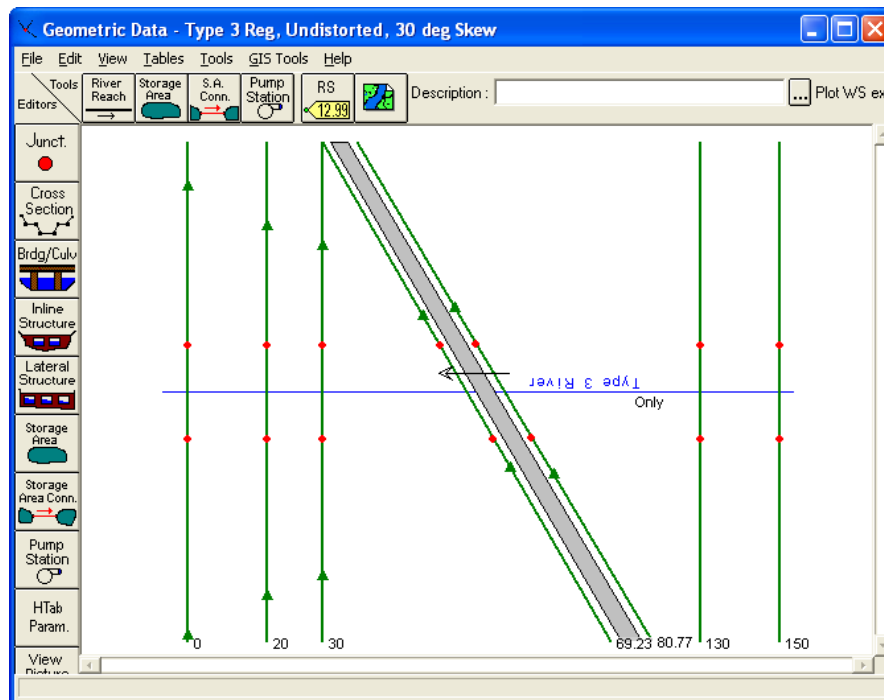 Geometric Data - Type 3 Reg, Undistorted, 30 deg Skew
File Edit View Tables Tools GIS Tools Help
Tools
Editors
River
Reach
Storage
Area
S.A.
Conn.
Pump
Station
RS
12.99
Description :
...
Plot WS ex
Junct.
Cross
Section
Brdg/Culv
Inline
Structure
Lateral
Structure
Storage
Area
Storage
Area Conn.
Pump
Station
HTab
Param.
View
Picture
Type 3 River
Only
0 20 30 69.23 80.77 130 150